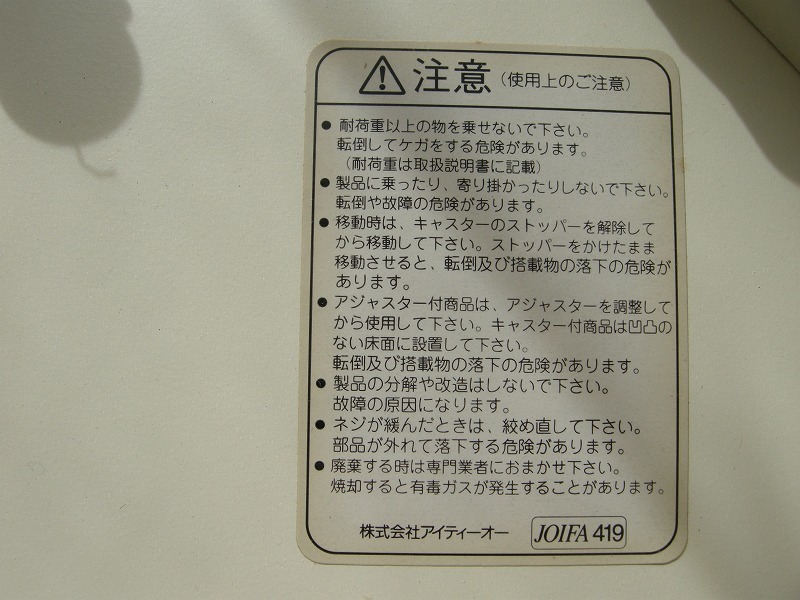 注意(使用上のご注意)
● 耐荷重以上の物を乗せないで下さい。
転倒してケガをする危険があります。
(耐荷重は取扱説明書に記載)
● 製品に乗ったり、寄り掛かったりしないで下さい。
転倒や故障の危険があります。
● 移動時は、キャスターのストッパーを解除して
から移動して下さい。ストッパーをかけたまま
移動させると、転倒及び搭載物の落下の危険が
あります。
● アジャスター付商品は、アジャスターを調整して
から使用して下さい。キャスター付商品は凹凸の
ない床面に設置して下さい。
転倒及び搭載物の落下の危険があります。
● 製品の分解や改造はしないで下さい。
故障の原因になります。
● ネジが緩んだときは、絞め直して下さい。
部品が外れて落下する危険があります。
● 廃棄する時は専門業者におまかせ下さい。
焼却すると有毒ガスが発生することがあります。
株式会社アイティーオー JOIFA 419